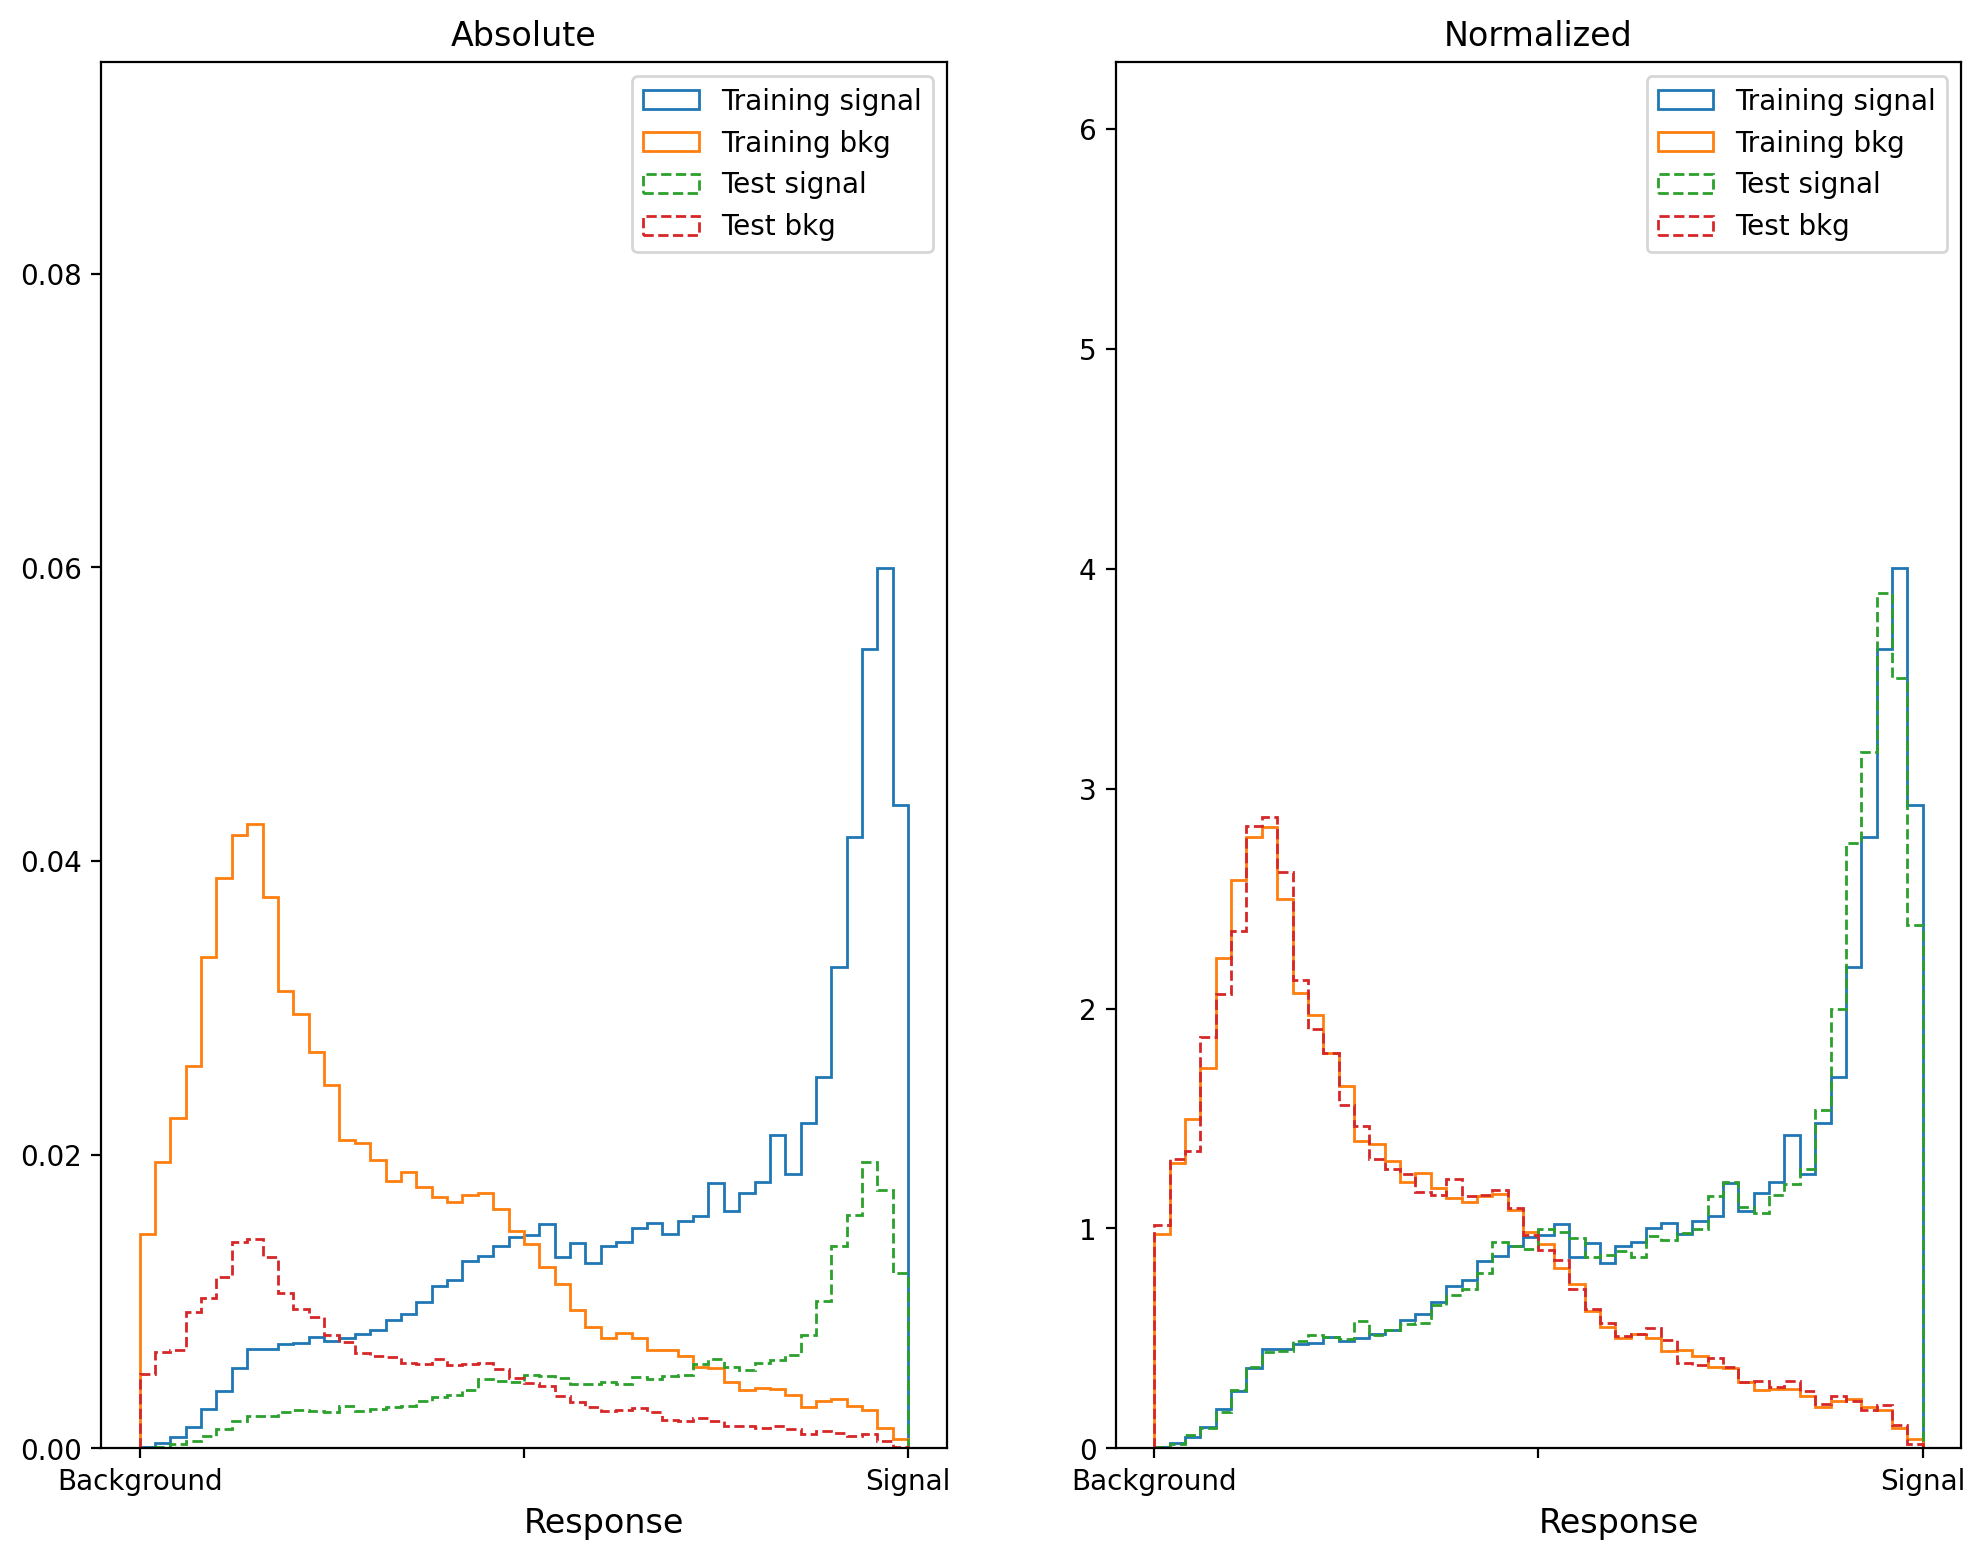 Absolute
Training signal
Training bkg
Test signal
Test bkg
0.08
0.06
0.04
0.02
0.00
Background
Signal
Response
Normalized
Training signal
Training bkg
Test signal
Test bkg
6
5
4
3
2
1
0
Background
Signal
Response